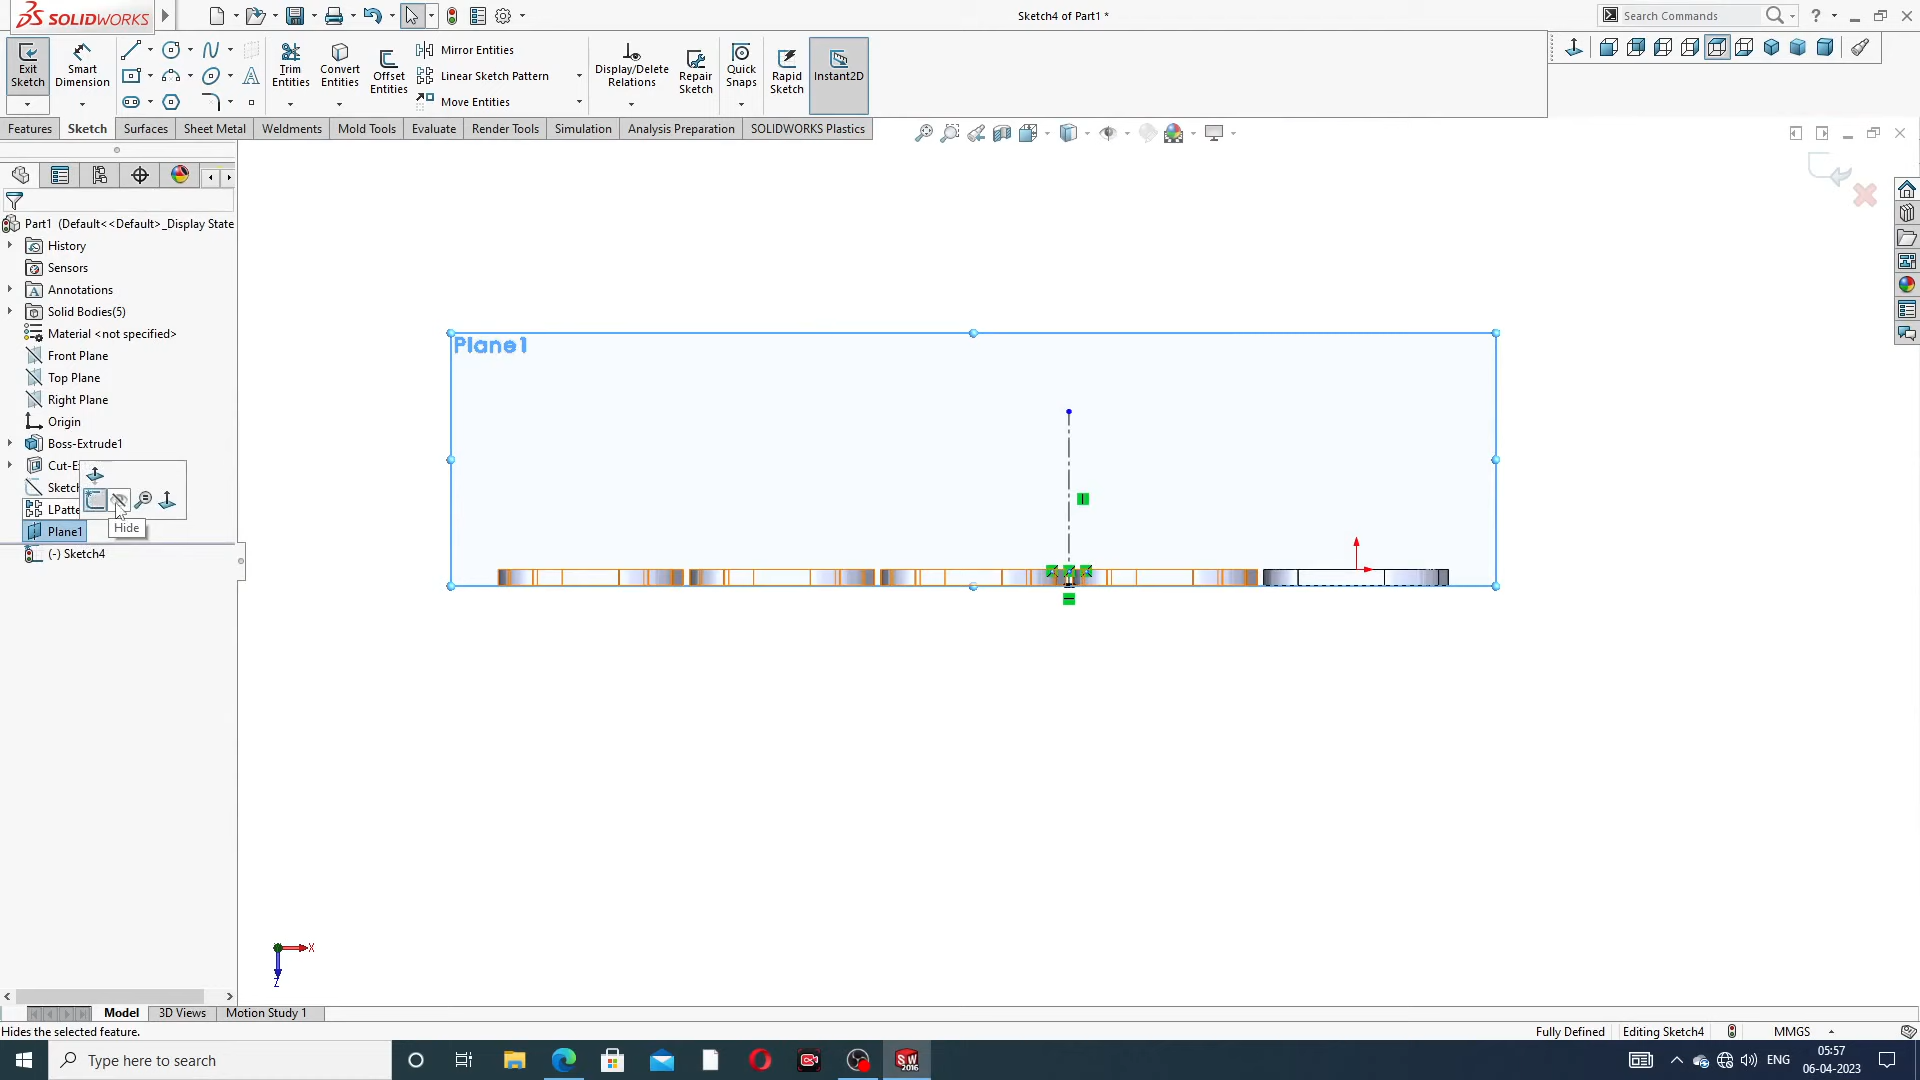 SOLIDWORKS
Sketch4 of Part1 *
Search Commands
Exit Sketch
Smart Dimension
Trim Entities
Convert Entities
Offset Entities
Mirror Entities
Linear Sketch Pattern
Move Entities
Display/Delete Relations
Repair Sketch
Quick Snaps
Rapid Sketch
Instant2D
Features
Sketch
Surfaces
Sheet Metal
Weldments
Mold Tools
Evaluate
Render Tools
Simulation
Analysis Preparation
SOLIDWORKS Plastics
Part1 (Default<<Default>_Display State
History
Sensors
Annotations
Solid Bodies(5)
Material <not specified>
Front Plane
Top Plane
Right Plane
Origin
Boss-Extrude1
Cut-E
Sketch
LPatte
Plane1
Hide
(-) Sketch4
Plane1
X
Z
Model
3D Views
Motion Study 1
Hides the selected feature.
Fully Defined
Editing Sketch4
MMGS
Type here to search
SW
2016
ENG
05:57
06-04-2023